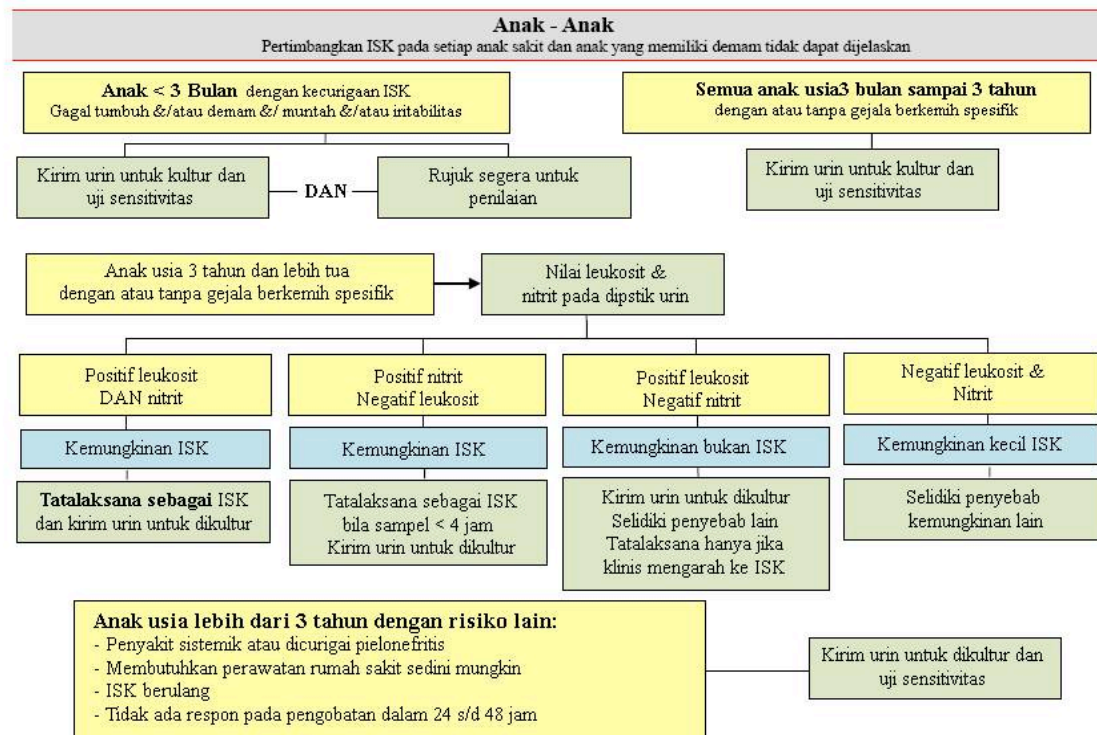 Anak - Anak
Pertimbangkan ISK pada setiap anak sakit dan anak yang memiliki demam tidak dapat dijelaskan
Anak < 3 Bulan dengan kecurigaan ISK
Gagal tumbuh &/atau demam &/ muntah &/atau iritabilitas
Semua anak usia3 bulan sampai 3 tahun
dengan atau tanpa gejala berkemih spesifik
Kirim urin untuk kultur dan
uji sensitivitas
DAN
Rujuk segera untuk
penilaian
Kirim urin untuk kultur dan
uji sensitivitas
Anak usia 3 tahun dan lebih tua
dengan atau tanpa gejala berkemih spesifik
Nilai leukosit &
nitrit pada dipstik urin
Positif leukosit
DAN nitrit
Kemungkinan ISK
Tatalaksana sebagai ISK
dan kirim urin untuk dikultur
Positif nitrit
Negatif leukosit
Kemungkinan ISK
Tatalaksana sebagai ISK
bila sampel < 4 jam
Kirim urin untuk dikultur
Positif leukosit
Negatif nitrit
Kemungkinan bukan ISK
Kirim urin untuk dikultur
Selidiki penyebab lain
Tatalaksana hanya jika
klinis mengarah ke ISK
Negatif leukosit &
Nitrit
Kemungkinan kecil ISK
Selidiki penyebab
kemungkinan lain
Anak usia lebih dari 3 tahun dengan risiko lain:
- Penyakit sistemik atau dicurigai pielonefritis
- Membutuhkan perawatan rumah sakit sedini mungkin
- ISK berulang
- Tidak ada respon pada pengobatan dalam 24 s/d 48 jam
Kirim urin untuk dikultur dan
uji sensitivitas